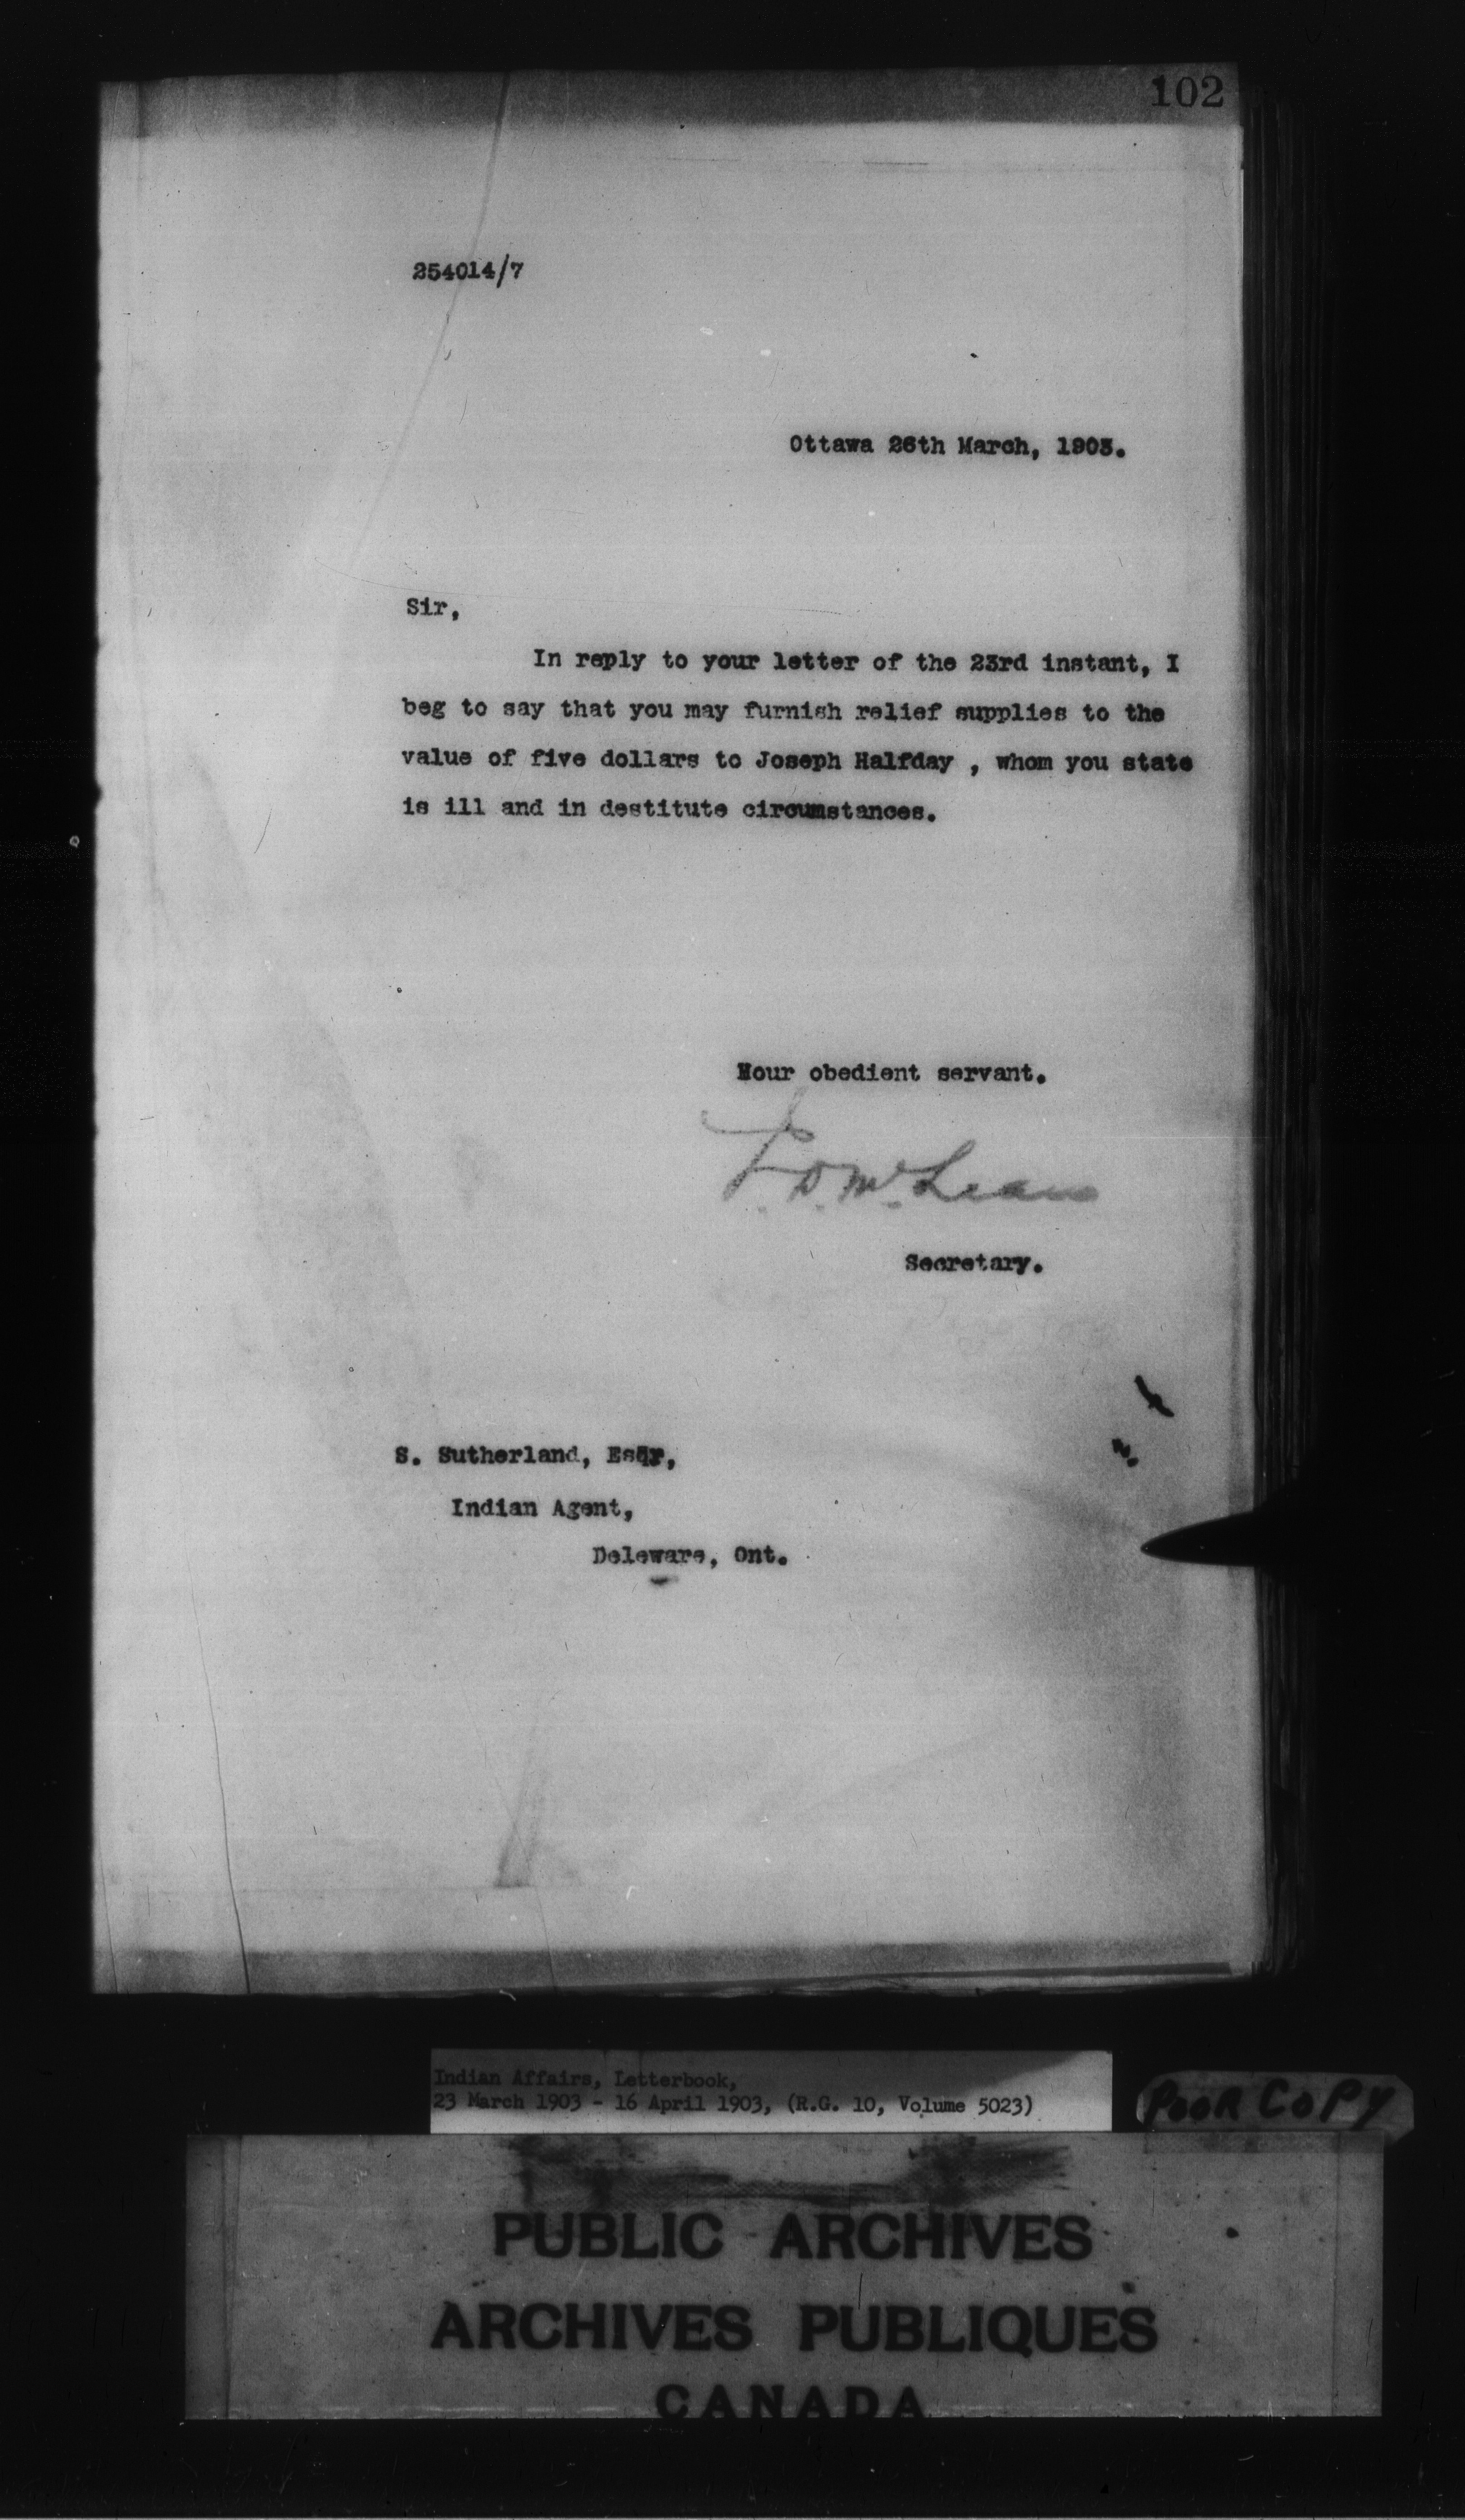 102
254014/7
Ottawa 26th March, 1903.
Sir,
In reply to your letter of the 23rd instant, I
beg to say that you may furnish relief supplies to the
value of five dollars to Joseph Halfday , whom you state
is ill and in destitute circumstances.
Your obedient servant.
J. D. McLean
Secretary.
S. Sutherland, Esqr,
Indian Agent,
Deleware, Ont.
Indian Affairs, Letterbook,
23 March 1903 - 16 April 1903, (R.G. 10, Volume 5023)
POOR COPY
PUBLIC ARCHIVES
ARCHIVES PUBLIQUES
CANADA